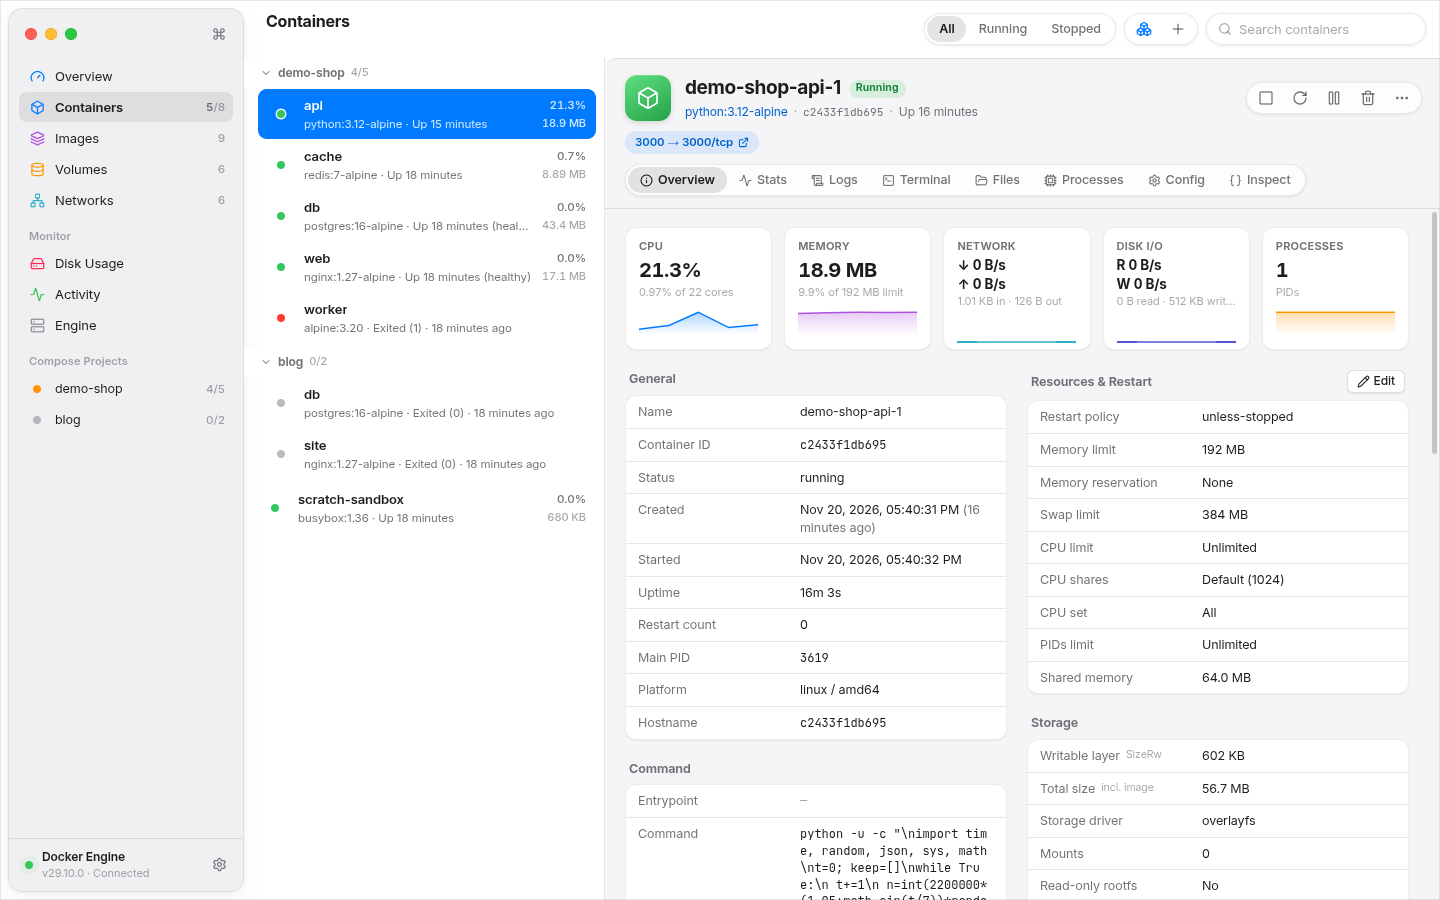 ⌘
Overview
Containers 5/8
Images 9
Volumes 6
Networks 6
Monitor
Disk Usage
Activity
Engine
Compose Projects
demo-shop 4/5
blog 0/2
Docker Engine
v29.10.0 · Connected
Containers
All Running Stopped
Search containers
demo-shop 4/5
api 21.3%
python:3.12-alpine · Up 15 minutes 18.9 MB
cache 0.7%
redis:7-alpine · Up 18 minutes 8.89 MB
db 0.0%
postgres:16-alpine · Up 18 minutes (heal... 43.4 MB
web 0.0%
nginx:1.27-alpine · Up 18 minutes (healthy) 17.1 MB
worker
alpine:3.20 · Exited (1) · 18 minutes ago
blog 0/2
db
postgres:16-alpine · Exited (0) · 18 minutes ago
site
nginx:1.27-alpine · Exited (0) · 18 minutes ago
scratch-sandbox 0.0%
busybox:1.36 · Up 18 minutes 680 KB
demo-shop-api-1 Running
python:3.12-alpine · c2433f1db695 · Up 16 minutes
3000 → 3000/tcp
Overview Stats Logs Terminal Files Processes Config Inspect
CPU
21.3%
0.97% of 22 cores
MEMORY
18.9 MB
9.9% of 192 MB limit
NETWORK
↓ 0 B/s
↑ 0 B/s
1.01 KB in · 126 B out
DISK I/O
R 0 B/s
W 0 B/s
0 B read · 512 KB writ...
PROCESSES
1
PIDs
General
Name demo-shop-api-1
Container ID c2433f1db695
Status running
Created Nov 20, 2026, 05:40:31 PM (16
minutes ago)
Started Nov 20, 2026, 05:40:32 PM
Uptime 16m 3s
Restart count 0
Main PID 3619
Platform linux / amd64
Hostname c2433f1db695
Command
Entrypoint —
Command python -u -c "\nimport tim
e, random, json, sys, math
\nt=0; keep=[]\nwhile Tru
e:\n t+=1\n n=int(2200000*
Resources & Restart Edit
Restart policy unless-stopped
Memory limit 192 MB
Memory reservation None
Swap limit 384 MB
CPU limit Unlimited
CPU shares Default (1024)
CPU set All
PIDs limit Unlimited
Shared memory 64.0 MB
Storage
Writable layer SizeRw 602 KB
Total size incl. image 56.7 MB
Storage driver overlayfs
Mounts 0
Read-only rootfs No